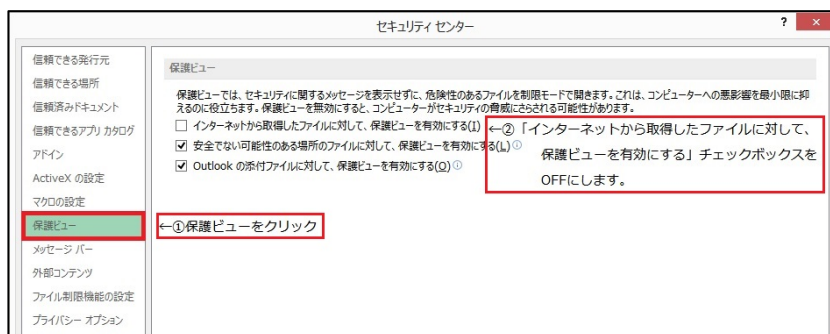 セキュリティ センター
? ×
信頼できる発行元
信頼できる場所
信頼済みドキュメント
信頼できるアプリ カタログ
アドイン
ActiveX の設定
マクロの設定
保護ビュー
メッセージ バー
外部コンテンツ
ファイル制限機能の設定
プライバシー オプション
保護ビュー
保護ビューでは、セキュリティに関するメッセージを表示せずに、危険性のあるファイルを制限モードで開きます。これは、コンピューターへの悪影響を最小限に抑
えるのに役立ちます。保護ビューを無効にすると、コンピューターがセキュリティの脅威にさらされる可能性があります。
インターネットから取得したファイルに対して、保護ビューを有効にする(I)
安全でない可能性のある場所のファイルに対して、保護ビューを有効にする(L)
Outlook の添付ファイルに対して、保護ビューを有効にする(O)
←②「インターネットから取得したファイルに対して、
保護ビューを有効にする」チェックボックスを
OFFにします。
←①保護ビューをクリック